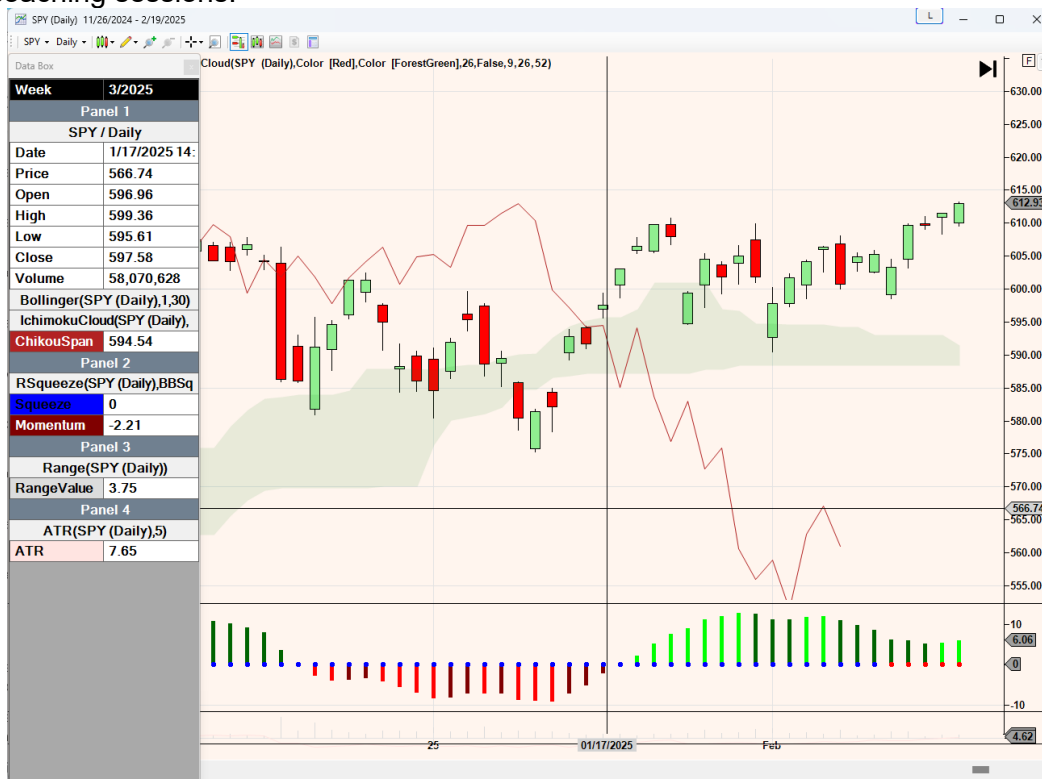 coaching sessions.
SPY (Daily) 11/26/2024 - 2/19/2025
L
SPY Daily
Data Box
Week 3/2025
Panel 1
SPY / Daily
Date 1/17/2025 14:
Price 566.74
Open 596.96
High 599.36
Low 595.61
Close 597.58
Volume 58,070,628
Bollinger(SPY (Daily),1,30)
IchimokuCloud(SPY (Daily),
ChikouSpan 594.54
Panel 2
RSqueeze(SPY (Daily),BBSq
Squeeze 0
Momentum -2.21
Panel 3
Range(SPY (Daily))
RangeValue 3.75
Panel 4
ATR(SPY (Daily),5)
ATR 7.65
Cloud(SPY (Daily),Color [Red],Color [ForestGreen],26,False,9,26,52)
F
630.00
625.00
620.00
615.00
612.93
610.00
605.00
600.00
595.00
590.00
585.00
580.00
575.00
570.00
566.74
565.00
560.00
555.00
10
6.06
0
-10
4.62
25 01/17/2025 Feb